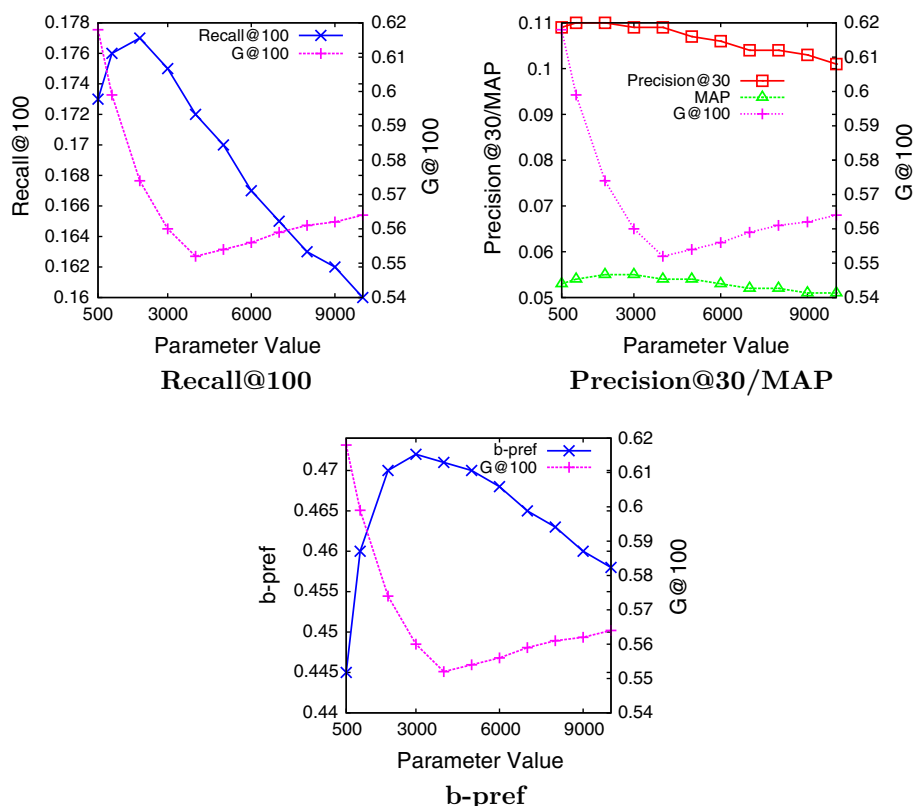 0.178
0.176
0.174
0.172
0.17
0.168
0.166
0.164
0.162
0.16
Recall@100
Recall@100
G@100
0.62
0.61
0.6
0.59
0.58
0.57
0.56
0.55
0.54
G@100
500 3000 6000 9000
Parameter Value
Recall@100
0.11
0.1
0.09
0.08
0.07
0.06
0.05
Precision@30/MAP
Precision@30
MAP
G@100
0.62
0.61
0.6
0.59
0.58
0.57
0.56
0.55
0.54
G@100
500 3000 6000 9000
Parameter Value
Precision@30/MAP
0.47
0.465
0.46
0.455
0.45
0.445
0.44
b-pref
b-pref
G@100
0.62
0.61
0.6
0.59
0.58
0.57
0.56
0.55
0.54
G@100
500 3000 6000 9000
Parameter Value
b-pref